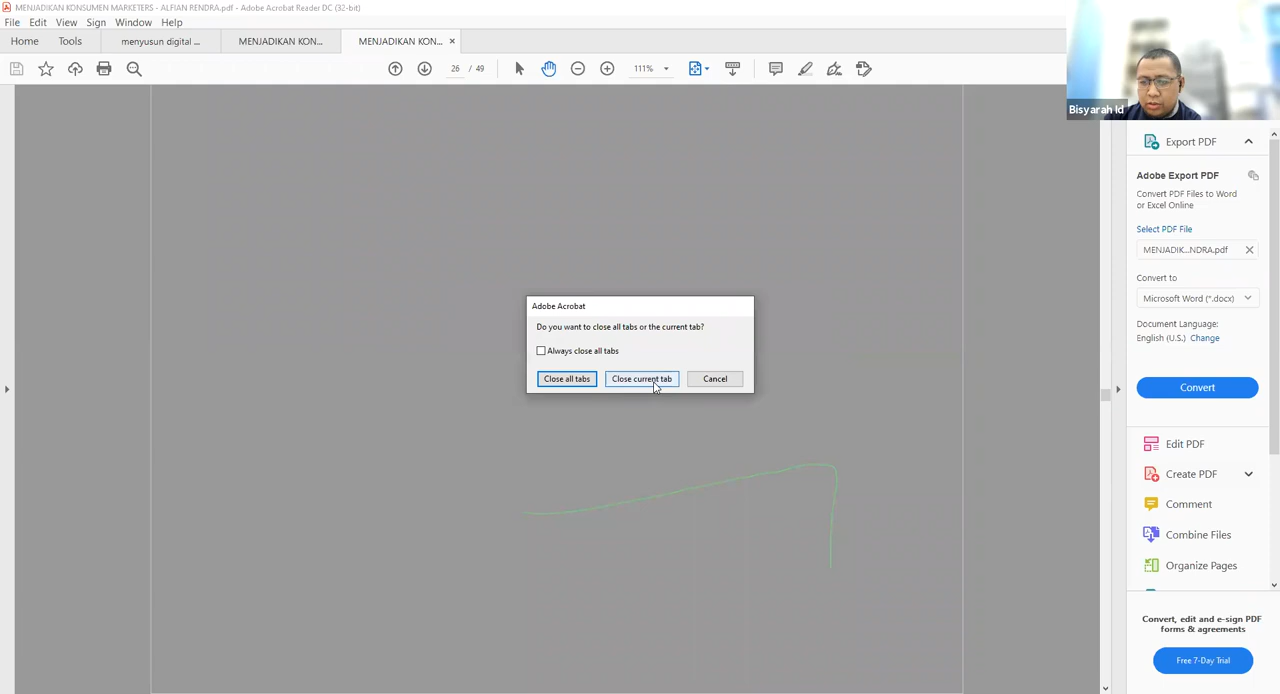 MENJADIKAN KONSUMEN MARKETERS - ALFIAN RENDRA.pdf - Adobe Acrobat Reader DC (32-bit)
File Edit View Sign Window Help
Home Tools menyusun digital ... MENJADIKAN KON... MENJADIKAN KON...
26 / 49 111%
Bisyarah Id
Export PDF
Adobe Export PDF
Convert PDF Files to Word
or Excel Online
Select PDF File
MENJADIK...NDRA.pdf
Convert to
Microsoft Word (*.docx)
Document Language:
English (U.S.) Change
Convert
Edit PDF
Create PDF
Comment
Combine Files
Organize Pages
Convert, edit and e-sign PDF
forms & agreements
Free 7-Day Trial
Adobe Acrobat
Do you want to close all tabs or the current tab?
Always close all tabs
Close all tabs Close current tab Cancel